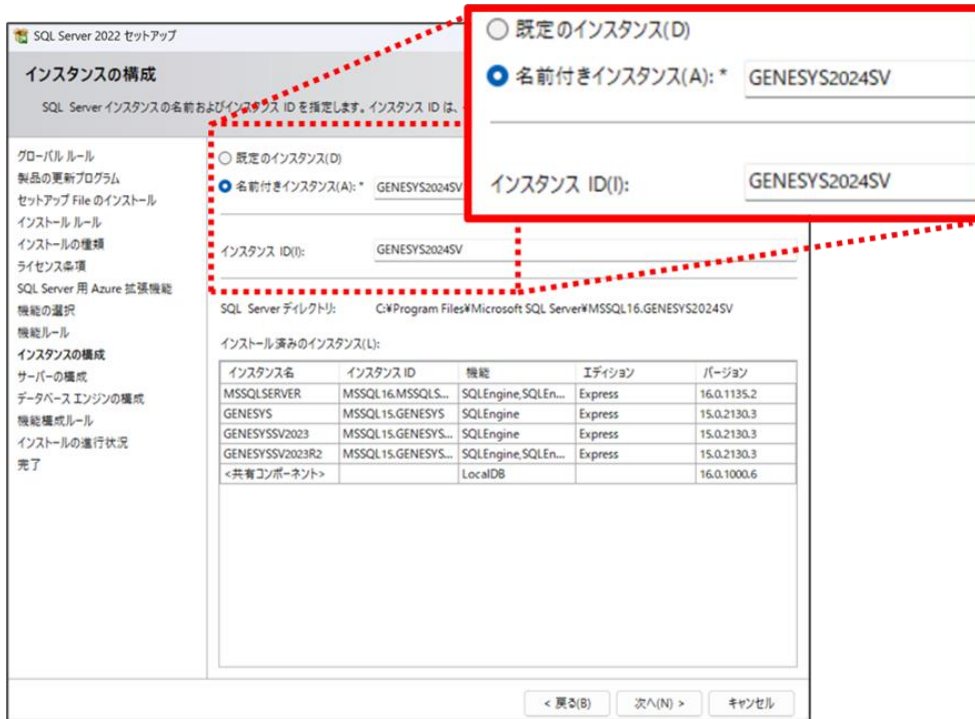 SQL Server 2022 セットアップ
インスタンスの構成
SQL Server インスタンスの名前およびインスタンス ID を指定します。インスタンス ID は、
グローバル ルール
製品の更新プログラム
セットアップ File のインストール
インストール ルール
インストールの種類
ライセンス条項
SQL Server 用 Azure 拡張機能
機能の選択
機能ルール
インスタンスの構成
サーバーの構成
データベース エンジンの構成
機能構成ルール
インストールの進行状況
完了
既定のインスタンス(D)
名前付きインスタンス(A): * GENESYS2024SV
インスタンス ID(I): GENESYS2024SV
既定のインスタンス(D)
名前付きインスタンス(A): * GENESYS2024SV
インスタンス ID(I): GENESYS2024SV
SQL Server ディレクトリ: C:¥Program Files¥Microsoft SQL Server¥MSSQL16.GENESYS2024SV
インストール済みのインスタンス(L):
インスタンス名 インスタンス ID 機能 エディション バージョン
MSSQLSERVER MSSQL16.MSSQLS... SQLEngine,SQLEn... Express 16.0.1135.2
GENESYS MSSQL15.GENESYS SQLEngine Express 15.0.2130.3
GENESYSSV2023 MSSQL15.GENESYS... SQLEngine Express 15.0.2130.3
GENESYSSV2023R2 MSSQL15.GENESYS... SQLEngine,SQLEn... Express 15.0.2130.3
<共有コンポーネント> LocalDB 16.0.1000.6
< 戻る(B) 次へ(N) > キャンセル